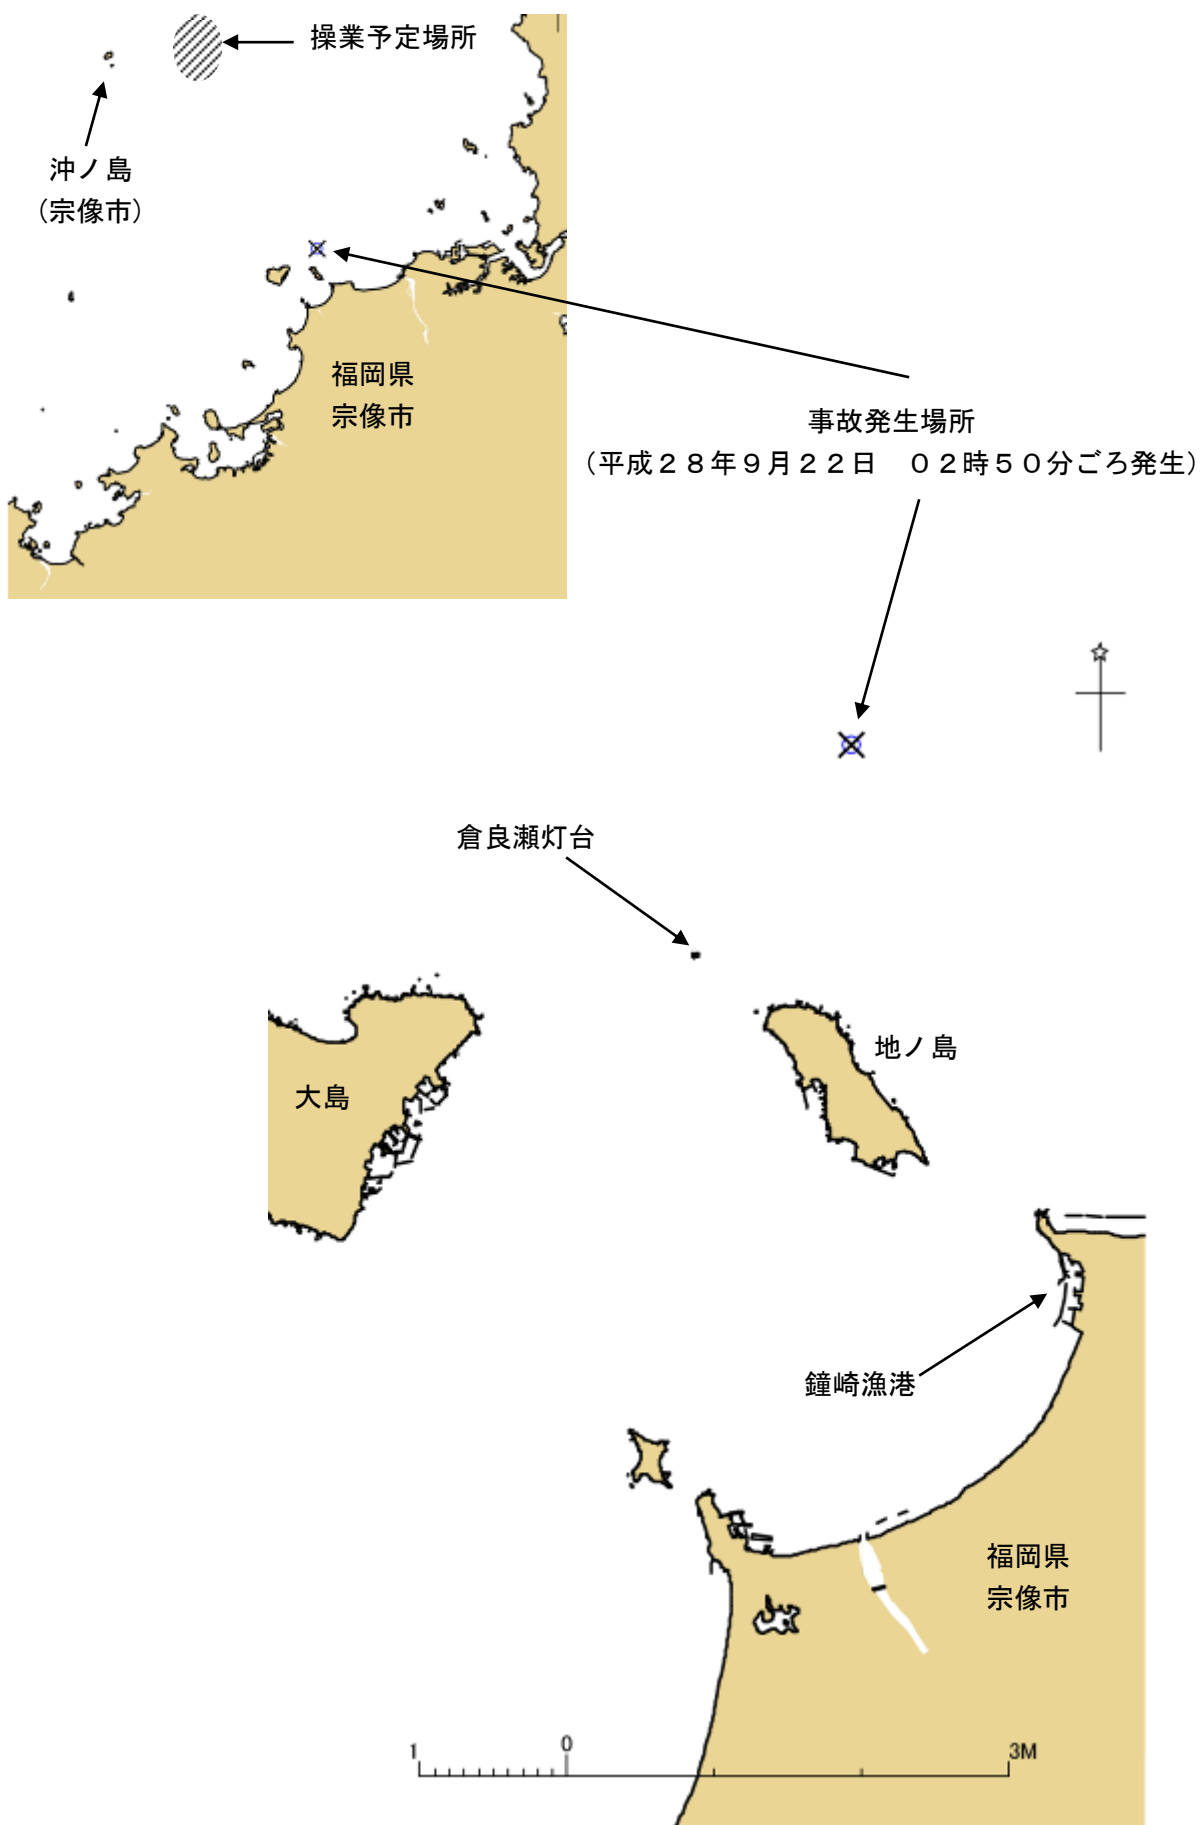 操業予定場所
沖ノ島
（宗像市）
福岡県
宗像市
事故発生場所
（平成２８年９月２２日　０２時５０分ごろ発生）
倉良瀬灯台
地ノ島
大島
鐘崎漁港
福岡県
宗像市
1 0 3M